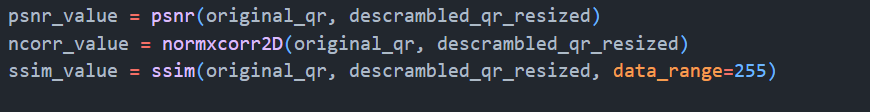 psnr_value = psnr(original_qr, descrambled_qr_resized)
ncorr_value = normxcorr2D(original_qr, descrambled_qr_resized)
ssim_value = ssim(original_qr, descrambled_qr_resized, data_range=255)